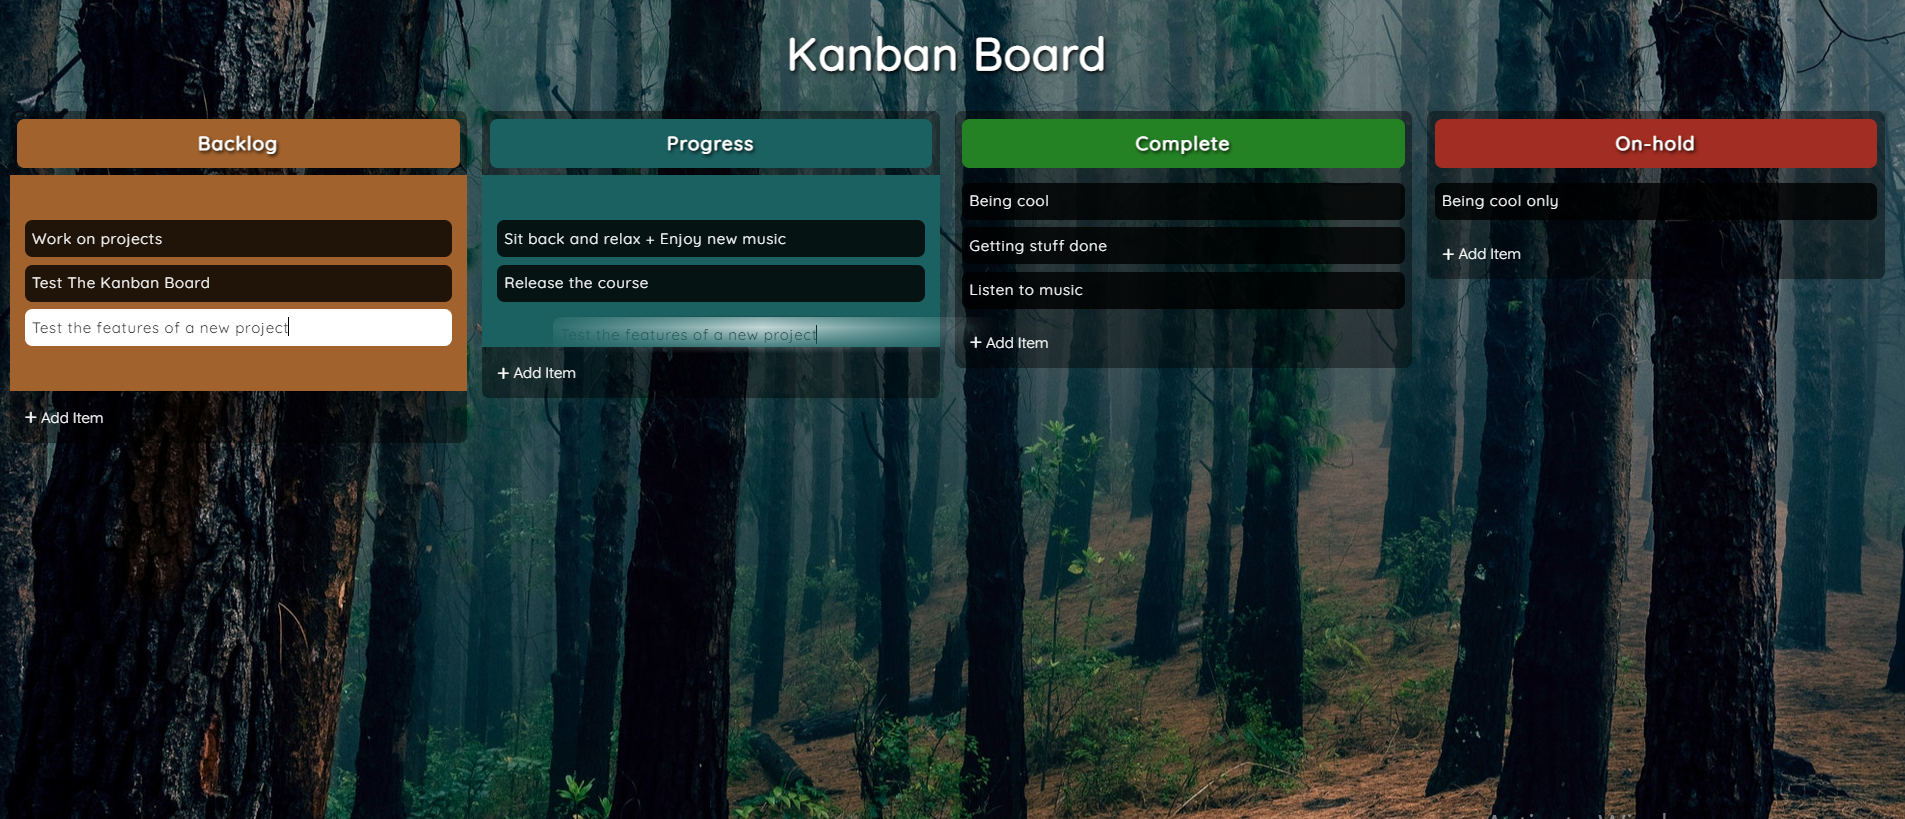 Kanban Board
Backlog
Work on projects
Test The Kanban Board
Test the features of a new project
+ Add Item
Progress
Sit back and relax + Enjoy new music
Release the course
Test the features of a new project
+ Add Item
Complete
Being cool
Getting stuff done
Listen to music
+ Add Item
On-hold
Being cool only
+ Add Item